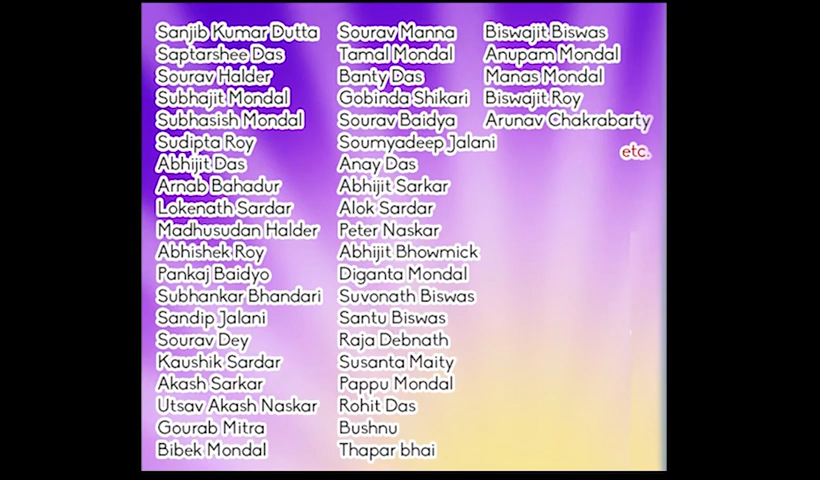 Sanjib Kumar Dutta
Saptarshee Das
Sourav Halder
Subhajit Mondal
Subhasish Mondal
Sudipta Roy
Abhijit Das
Arnab Bahadur
Lokenath Sardar
Madhusudan Halder
Abhishek Roy
Pankaj Baidyo
Subhankar Bhandari
Sandip Jalani
Sourav Dey
Kaushik Sardar
Akash Sarkar
Utsav Akash Naskar
Gourab Mitra
Bibek Mondal
Sourav Manna
Tamal Mondal
Banty Das
Gobinda Shikari
Sourav Baidya
Soumyadeep Jalani
Anay Das
Abhijit Sarkar
Alok Sardar
Peter Naskar
Abhijit Bhowmick
Diganta Mondal
Suvonath Biswas
Santu Biswas
Raja Debnath
Susanta Maity
Pappu Mondal
Rohit Das
Bushnu
Thapar bhai
Biswajit Biswas
Anupam Mondal
Manas Mondal
Biswajit Roy
Arunav Chakrabarty
etc.